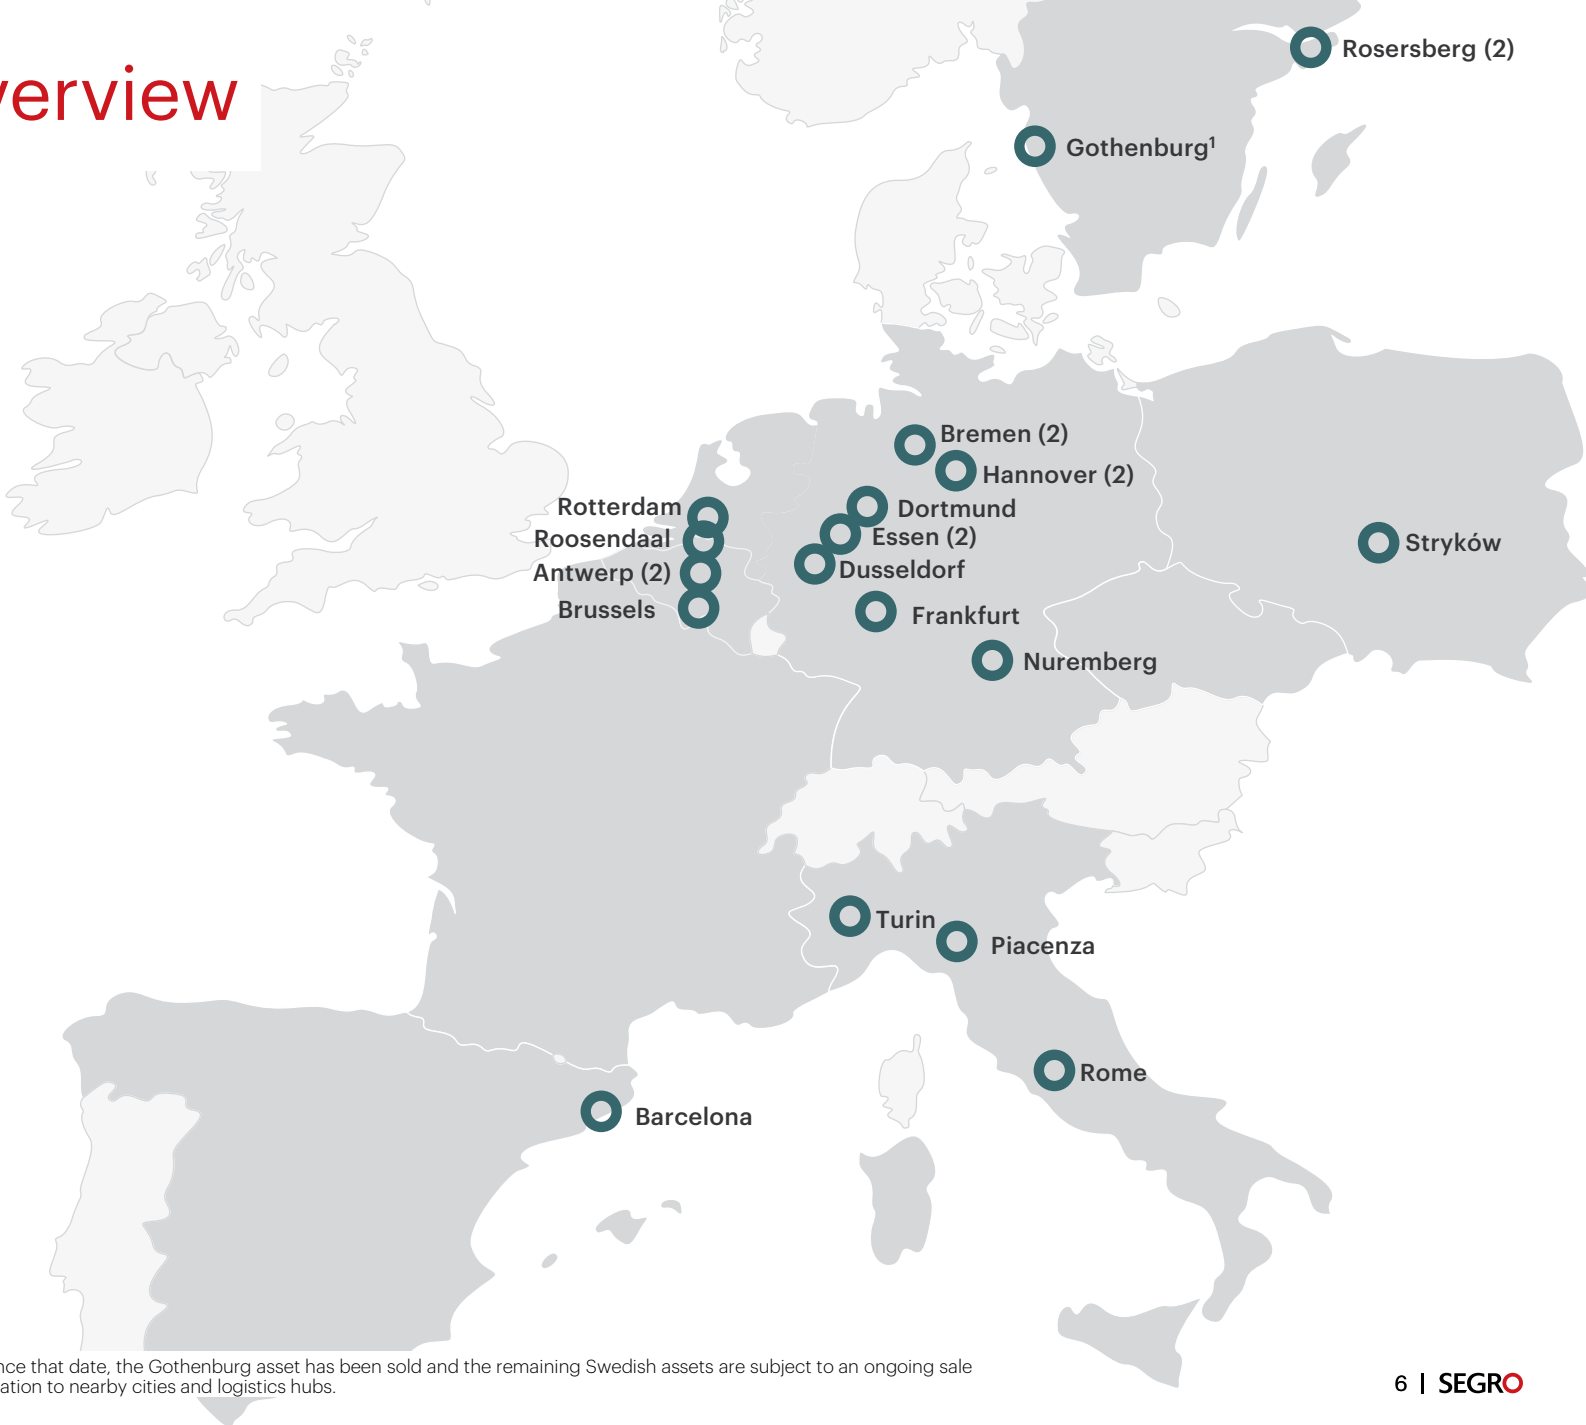 verview
Rosersberg (2)
Gothenburg¹
Bremen (2)
Hannover (2)
Rotterdam
Dortmund
Roosendaal
Essen (2)
Stryków
Antwerp (2)
Dusseldorf
Brussels
Frankfurt
Nuremberg
Turin
Piacenza
Rome
Barcelona
nce that date, the Gothenburg asset has been sold and the remaining Swedish assets are subject to an ongoing sale
ation to nearby cities and logistics hubs.
6 | SEGRO